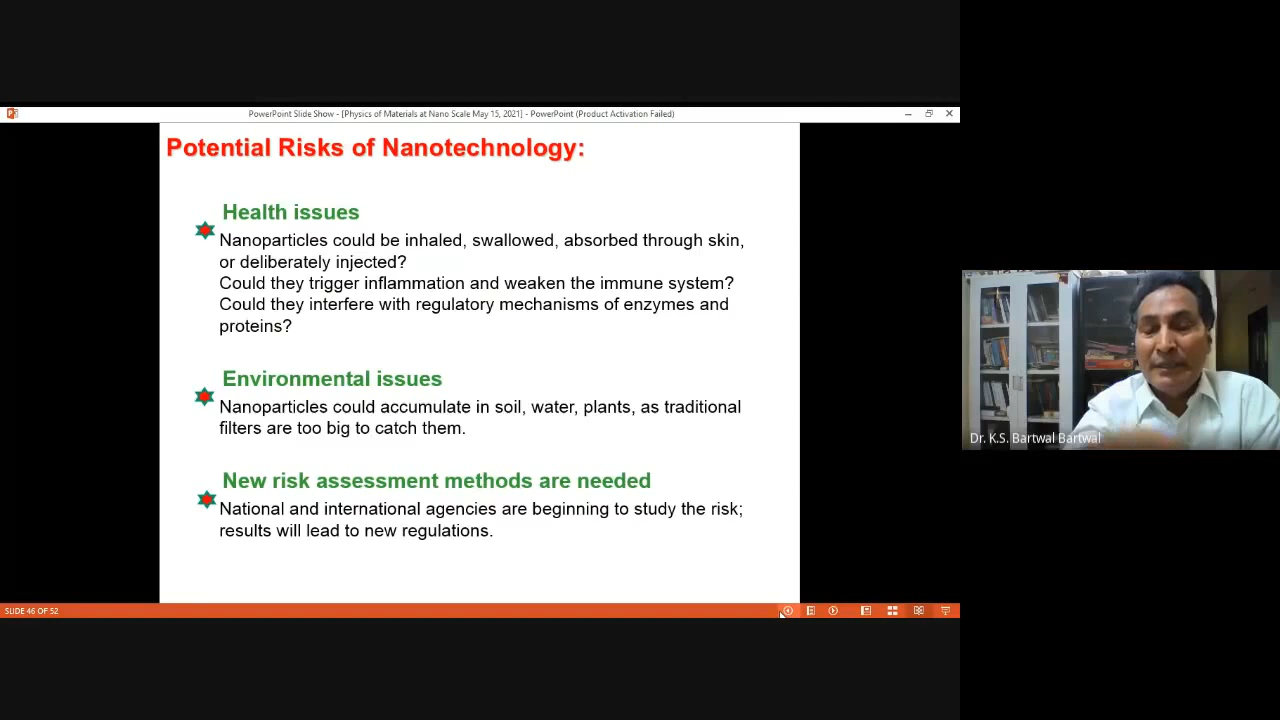 PowerPoint Slide Show - [Physics of Materials at Nano Scale May 15, 2021] - PowerPoint (Product Activation Failed)
Potential Risks of Nanotechnology:
Health issues
Nanoparticles could be inhaled, swallowed, absorbed through skin,
or deliberately injected?
Could they trigger inflammation and weaken the immune system?
Could they interfere with regulatory mechanisms of enzymes and
proteins?
Environmental issues
Nanoparticles could accumulate in soil, water, plants, as traditional
filters are too big to catch them.
New risk assessment methods are needed
National and international agencies are beginning to study the risk;
results will lead to new regulations.
SLIDE 46 OF 52
Dr. K.S. Bartwal Bartwal